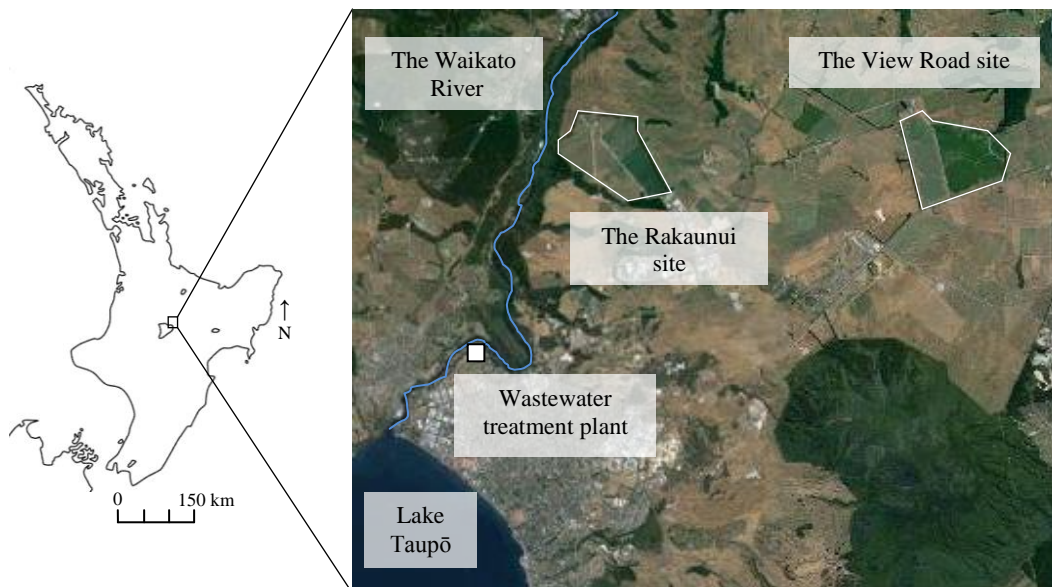 The Waikato
River
The View Road site
The Rakaunui
site
↑
N
Wastewater
treatment plant
0 150 km
Lake
Taupō